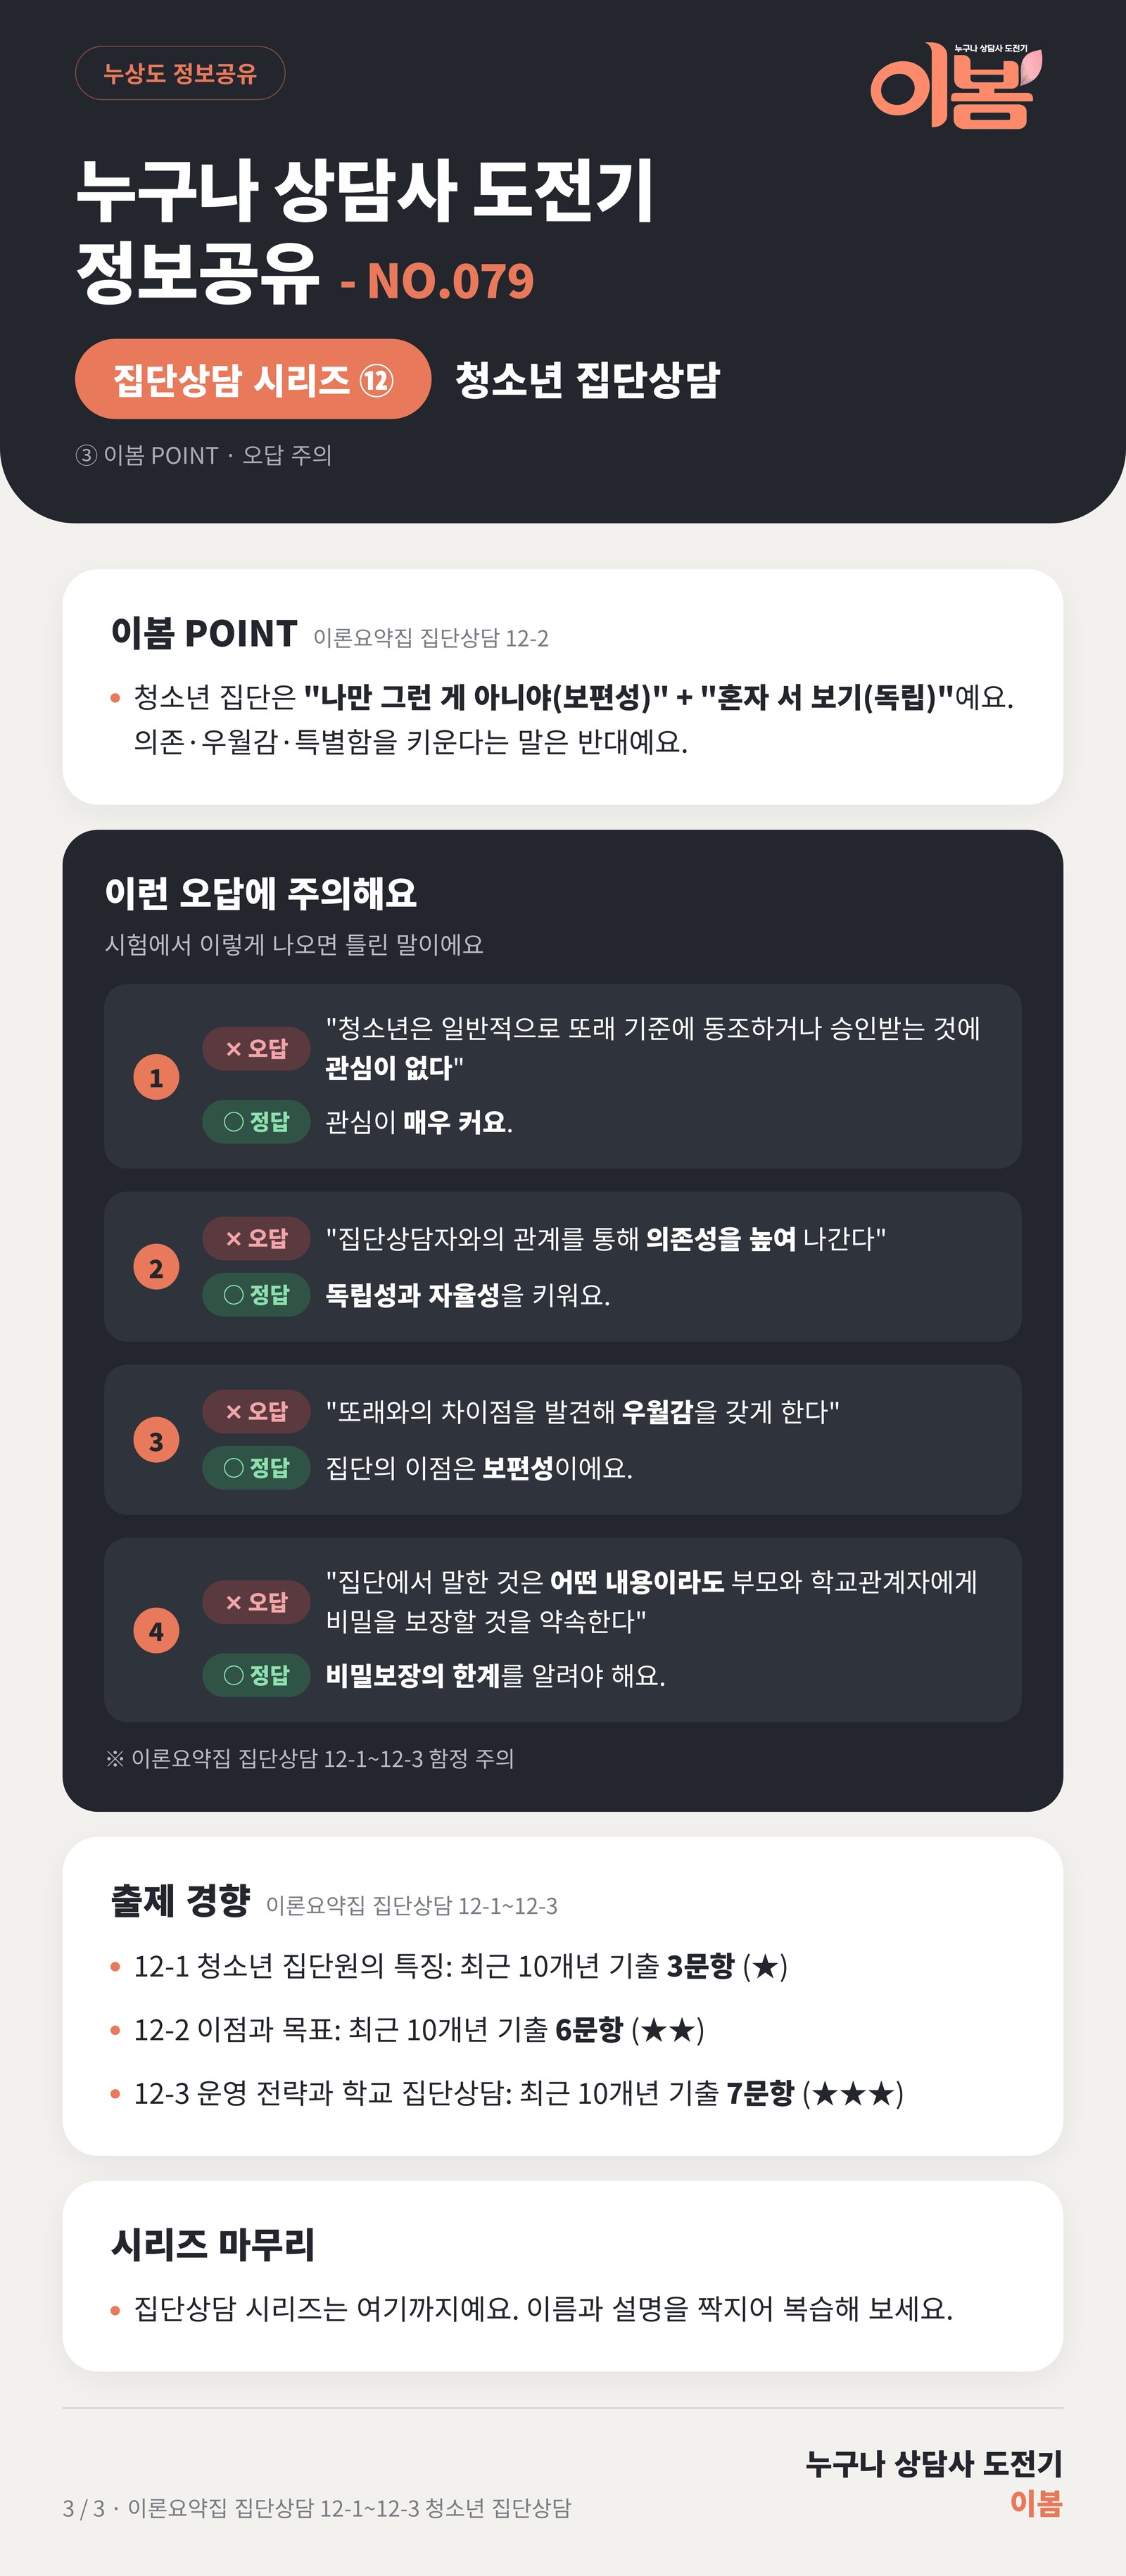 누상도 정보공유
누구나 상담사 도전기
이봄
누구나 상담사 도전기
정보공유 - NO.079
집단상담 시리즈 ⑫ 청소년 집단상담
③ 이봄 POINT · 오답 주의
이봄 POINT 이론요약집 집단상담 12-2
• 청소년 집단은 "나만 그런 게 아니야(보편성)" + "혼자 서 보기(독립)"예요.
의존·우월감·특별함을 키운다는 말은 반대예요.
이런 오답에 주의해요
시험에서 이렇게 나오면 틀린 말이에요
1
× 오답 "청소년은 일반적으로 또래 기준에 동조하거나 승인받는 것에
관심이 없다"
○ 정답 관심이 매우 커요.
2
× 오답 "집단상담자와의 관계를 통해 의존성을 높여 나간다"
○ 정답 독립성과 자율성을 키워요.
3
× 오답 "또래와의 차이점을 발견해 우월감을 갖게 한다"
○ 정답 집단의 이점은 보편성이에요.
4
× 오답 "집단에서 말한 것은 어떤 내용이라도 부모와 학교관계자에게
비밀을 보장할 것을 약속한다"
○ 정답 비밀보장의 한계를 알려야 해요.
※ 이론요약집 집단상담 12-1~12-3 함정 주의
출제 경향 이론요약집 집단상담 12-1~12-3
• 12-1 청소년 집단원의 특징: 최근 10개년 기출 3문항 (★)
• 12-2 이점과 목표: 최근 10개년 기출 6문항 (★★)
• 12-3 운영 전략과 학교 집단상담: 최근 10개년 기출 7문항 (★★★)
시리즈 마무리
• 집단상담 시리즈는 여기까지예요. 이름과 설명을 짝지어 복습해 보세요.
누구나 상담사 도전기
3 / 3 · 이론요약집 집단상담 12-1~12-3 청소년 집단상담
이봄